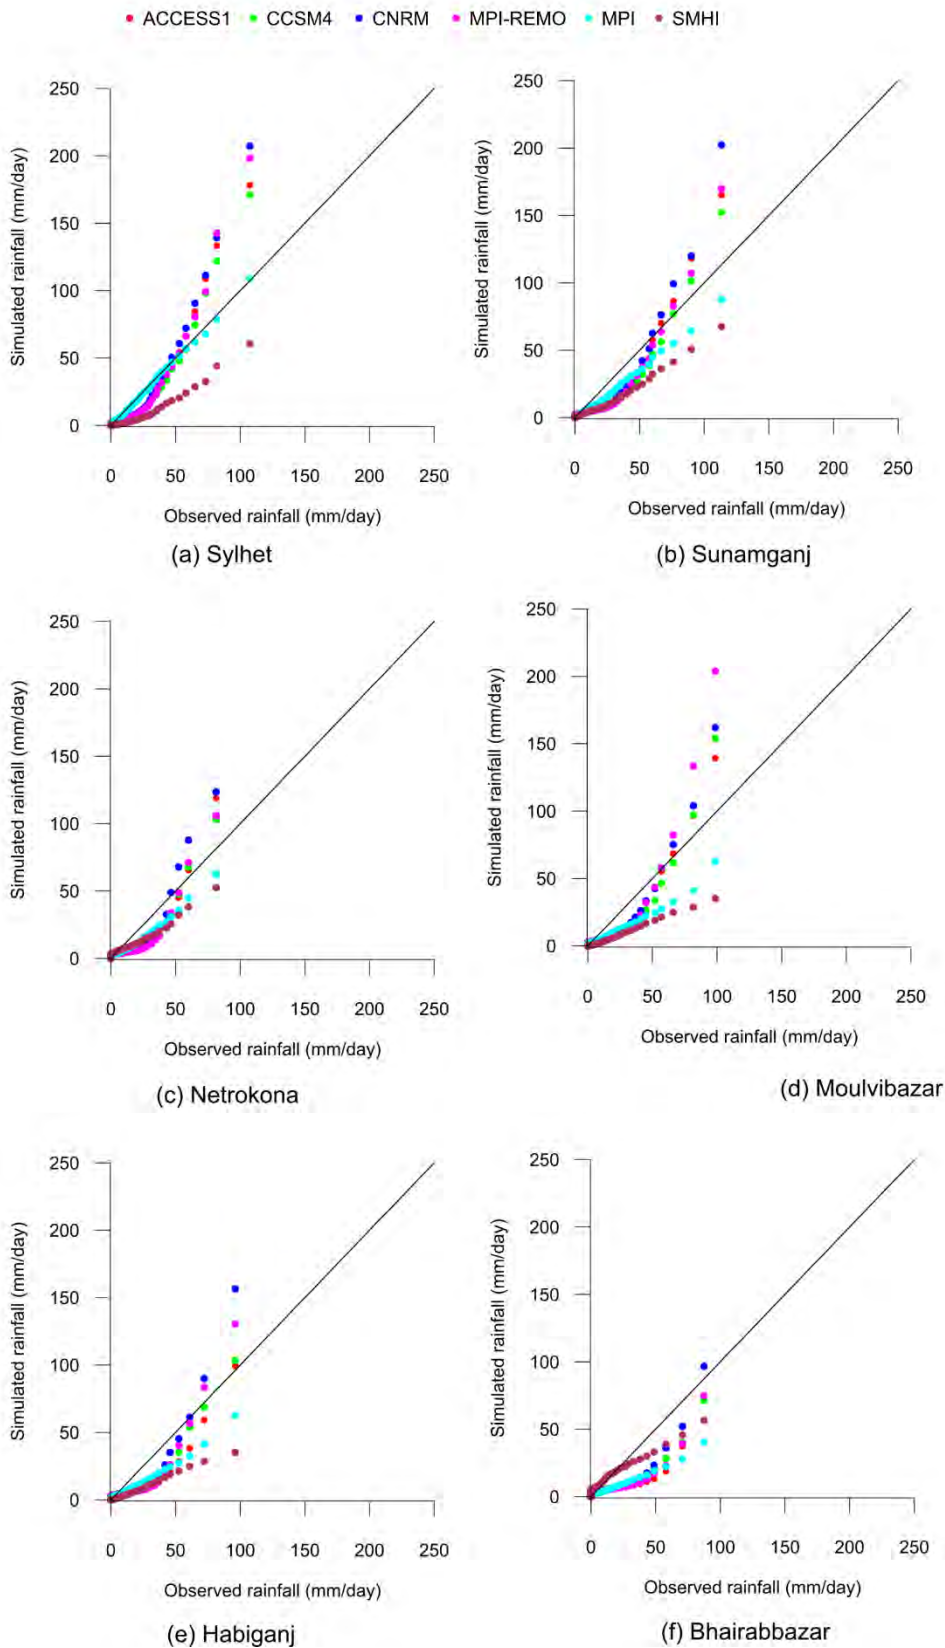 ACCESS1 CCSM4 CNRM MPI-REMO MPI SMHI
250
200
150
100
50
0
Simulated rainfall (mm/day)
0 50 100 150 200 250
Observed rainfall (mm/day)
(a) Sylhet
250
200
150
100
50
0
Simulated rainfall (mm/day)
0 50 100 150 200 250
Observed rainfall (mm/day)
(b) Sunamganj
250
200
150
100
50
0
Simulated rainfall (mm/day)
0 50 100 150 200 250
Observed rainfall (mm/day)
(c) Netrokona
250
200
150
100
50
0
Simulated rainfall (mm/day)
0 50 100 150 200 250
Observed rainfall (mm/day)
(d) Moulvibazar
250
200
150
100
50
0
Simulated rainfall (mm/day)
0 50 100 150 200 250
Observed rainfall (mm/day)
(e) Habiganj
250
200
150
100
50
0
Simulated rainfall (mm/day)
0 50 100 150 200 250
Observed rainfall (mm/day)
(f) Bhairabbazar